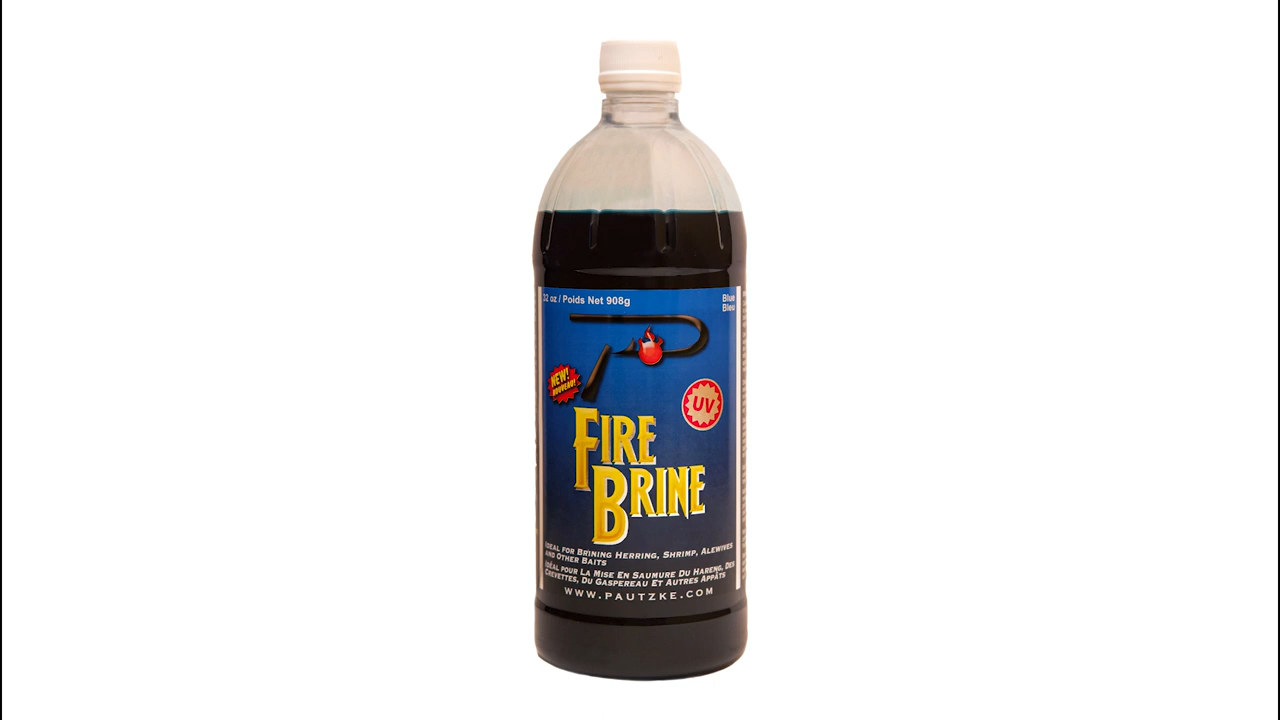 32 oz / Poids Net 908g
Blue
Bleu
NEW!
NOUVEAU!
UV
FIRE
BRINE
IDEAL FOR BRINING HERRING, SHRIMP, ALEWIVES
AND OTHER BAITS
IDÉAL POUR LA MISE EN SAUMURE DU HARENG, DES
CREVETTES, DU GASPEREAU ET AUTRES APPÂTS
WWW.PAUTZKE.COM